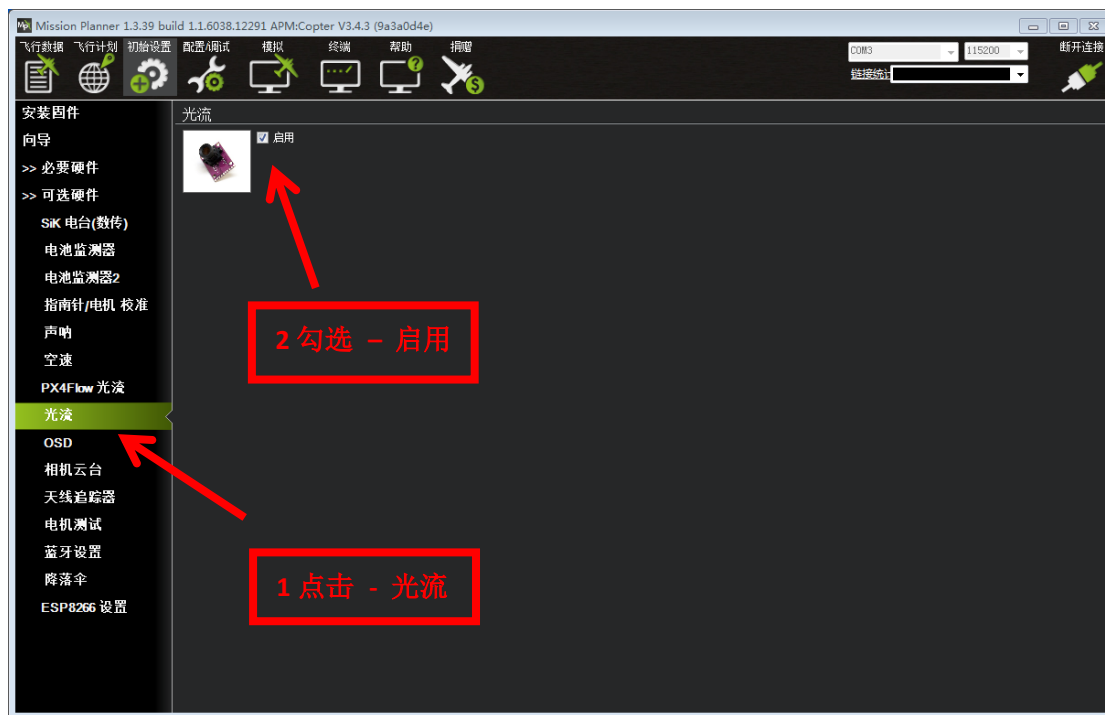 Mission Planner 1.3.39 build 1.1.6038.12291 APM:Copter V3.4.3 (9a3a0d4e)
飞行数据 飞行计划 初始设置 配置/调试 模拟 终端 帮助 捐赠
COM3 115200 断开连接
链接统计
安装固件
向导
>> 必要硬件
>> 可选硬件
SiK 电台(数传)
电池监测器
电池监测器2
指南针/电机 校准
声呐
空速
PX4Flow 光流
光流
OSD
相机云台
天线追踪器
电机测试
蓝牙设置
降落伞
ESP8266 设置
光流
启用
2 勾选 – 启用
1 点击 - 光流